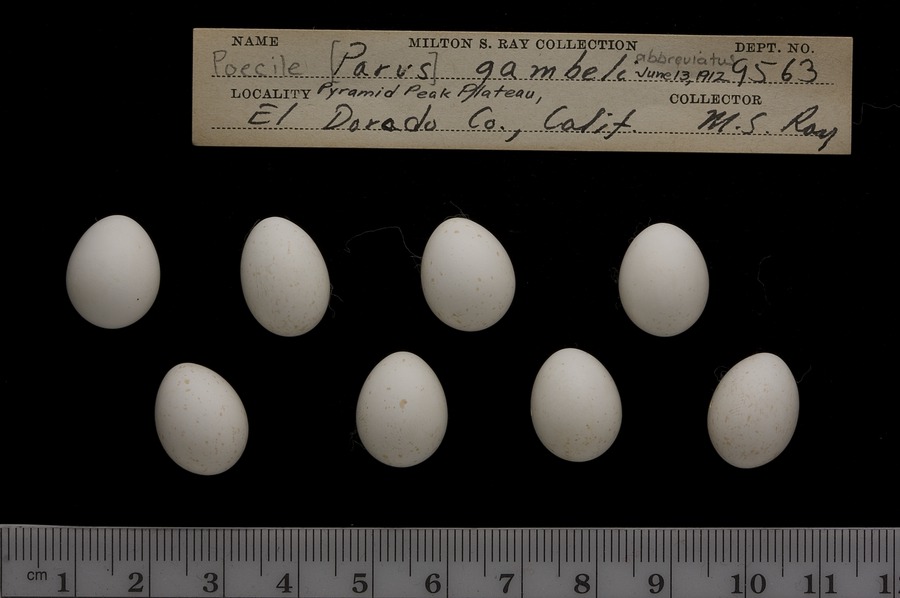 NAME MILTON S. RAY COLLECTION DEPT. NO.
Poecile [Parus] gambeli abbreviatus June 13, 1912 9563
LOCALITY Pyramid Peak Plateau, COLLECTOR
El Dorado Co., Calif. M.S. Ray
cm 1 2 3 4 5 6 7 8 9 10 11 1